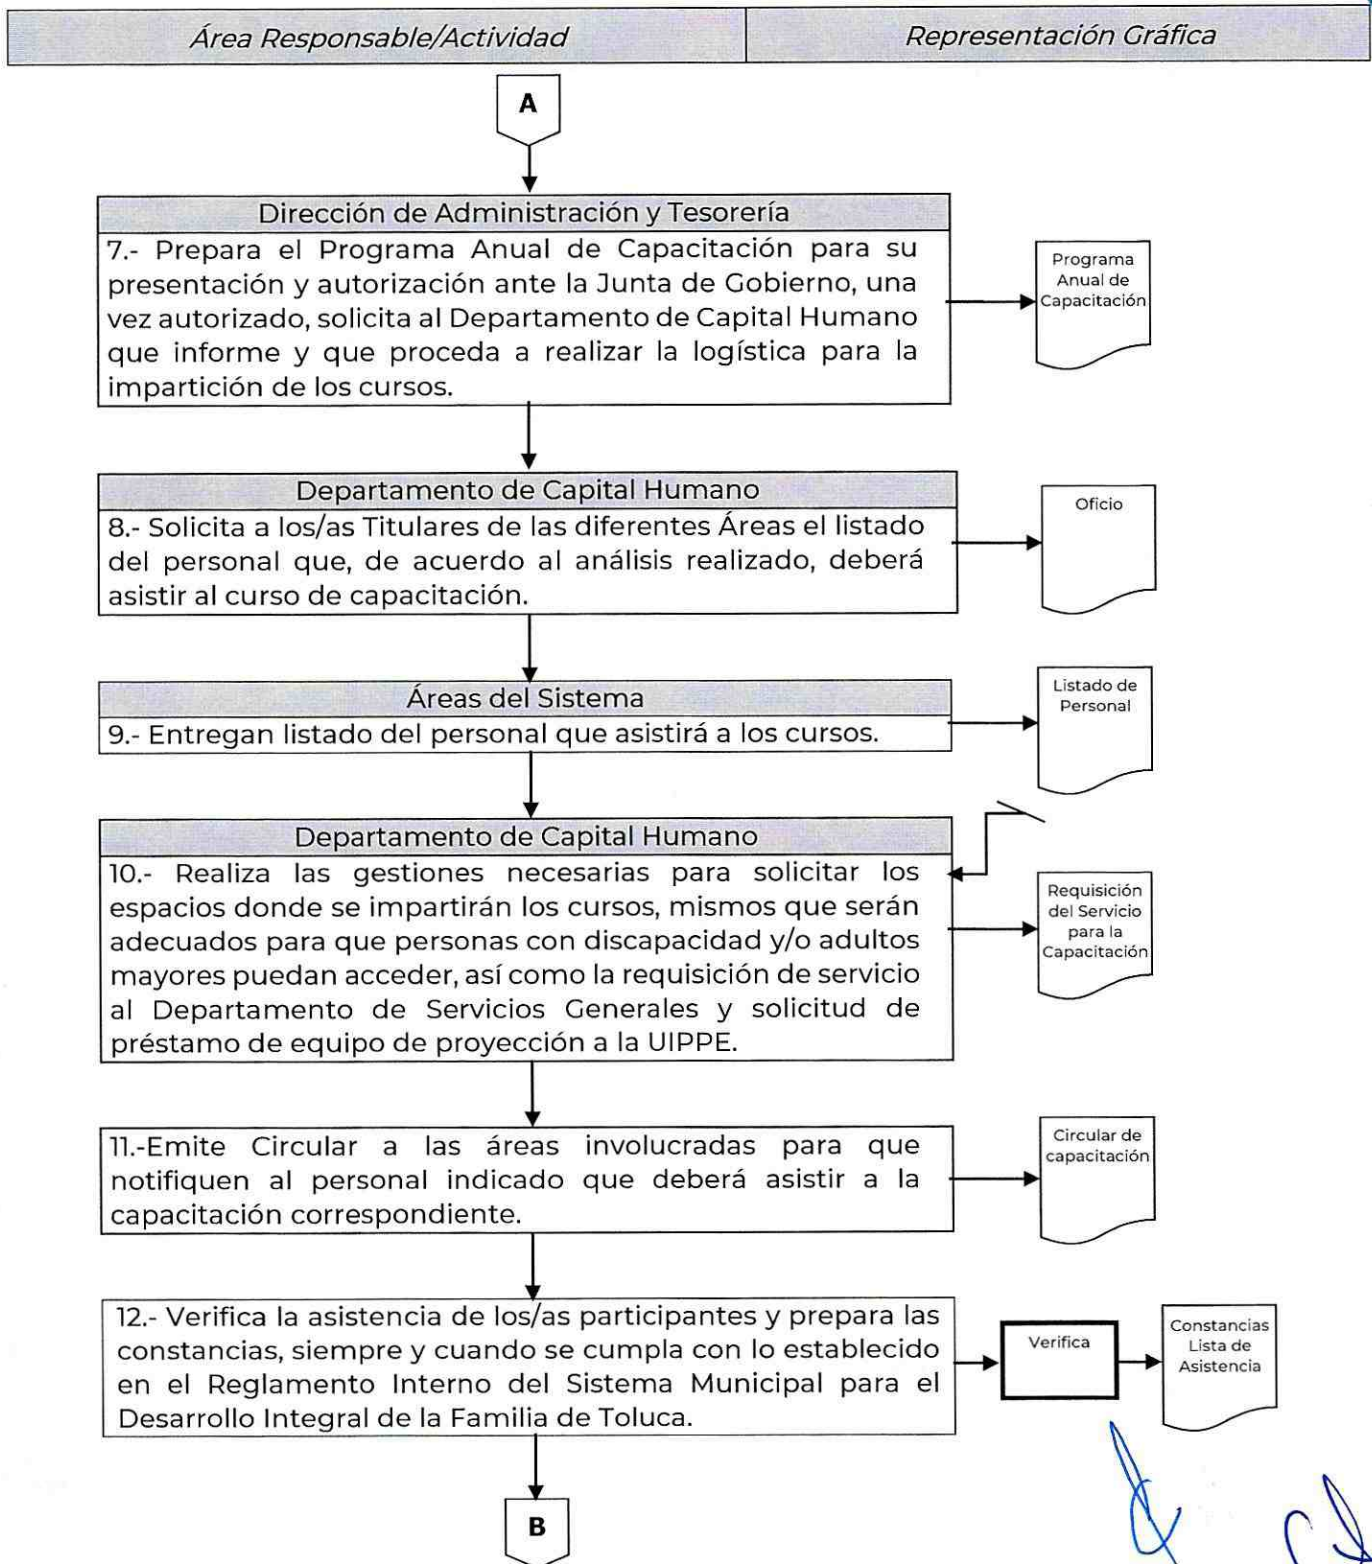 Área Responsable/Actividad
Representación Gráfica
A
Dirección de Administración y Tesorería
7.- Prepara el Programa Anual de Capacitación para su
presentación y autorización ante la Junta de Gobierno, una
vez autorizado, solicita al Departamento de Capital Humano
que informe y que proceda a realizar la logística para la
impartición de los cursos.
Programa
Anual de
Capacitación
Departamento de Capital Humano
8.- Solicita a los/as Titulares de las diferentes Áreas el listado
del personal que, de acuerdo al análisis realizado, deberá
asistir al curso de capacitación.
Oficio
Áreas del Sistema
9.- Entregan listado del personal que asistirá a los cursos.
Listado de
Personal
Departamento de Capital Humano
10.- Realiza las gestiones necesarias para solicitar los
espacios donde se impartirán los cursos, mismos que serán
adecuados para que personas con discapacidad y/o adultos
mayores puedan acceder, así como la requisición de servicio
al Departamento de Servicios Generales y solicitud de
préstamo de equipo de proyección a la UIPPE.
Requisición
del Servicio
para la
Capacitación
11.-Emite Circular a las áreas involucradas para que
notifiquen al personal indicado que deberá asistir a la
capacitación correspondiente.
Circular de
capacitación
12.- Verifica la asistencia de los/as participantes y prepara las
constancias, siempre y cuando se cumpla con lo establecido
en el Reglamento Interno del Sistema Municipal para el
Desarrollo Integral de la Familia de Toluca.
Verifica
Constancias
Lista de
Asistencia
B